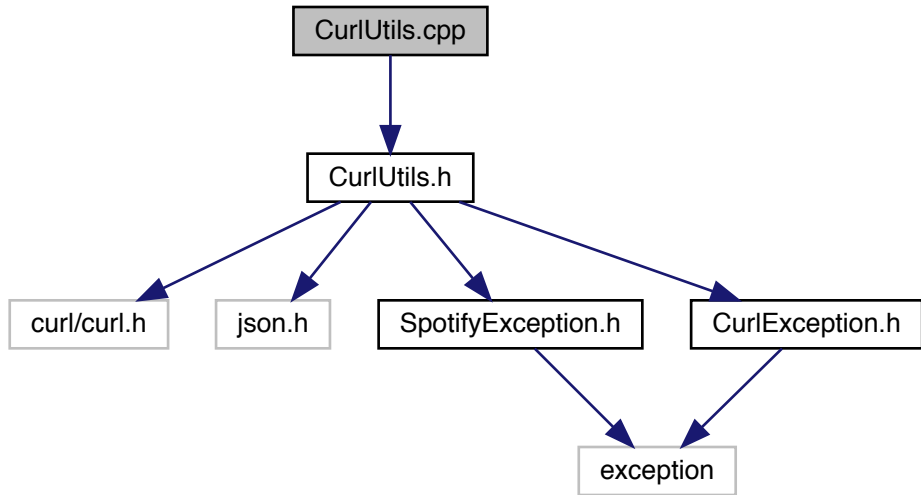 CurlUtils.cpp
CurlUtils.h
curl/curl.h
json.h
SpotifyException.h
CurlException.h
exception